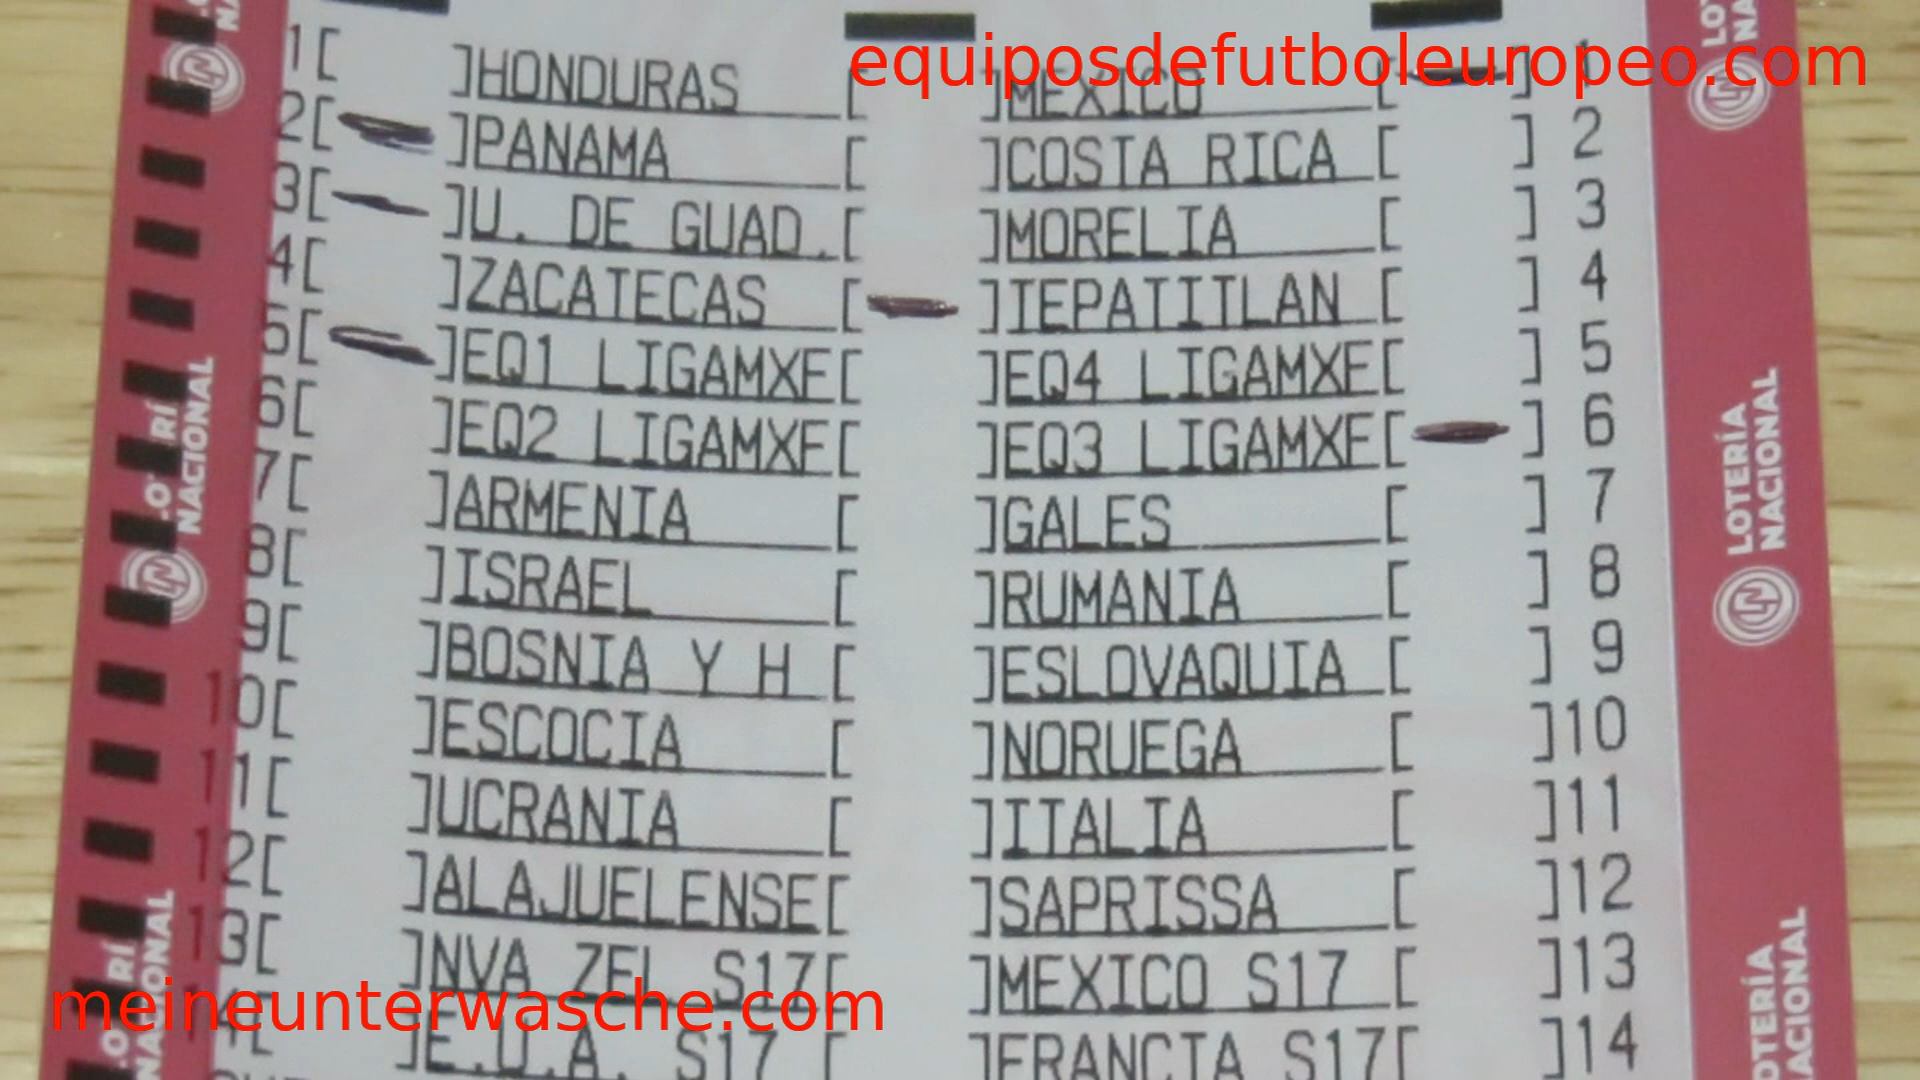 equiposdefutboleuropeo.com
1[ ]HONDURAS [ ]MEXICO [ ] 1
2[ ]PANAMA [ ]COSTA RICA [ ] 2
3[ ]U. DE GUAD.[ ]MORELIA [ ] 3
4[ ]ZACATECAS [ ]TEPATITLAN [ ] 4
5[ ]EQ1 LIGAMXF[ ]EQ4 LIGAMXF[ ] 5
6[ ]EQ2 LIGAMXF[ ]EQ3 LIGAMXF[ ] 6
7[ ]ARMENIA [ ]GALES [ ] 7
8[ ]ISRAEL [ ]RUMANIA [ ] 8
9[ ]BOSNIA Y H [ ]ESLOVAQUIA [ ] 9
10[ ]ESCOCIA [ ]NORUEGA [ ]10
11[ ]UCRANIA [ ]ITALIA [ ]11
12[ ]ALAJUELENSE[ ]SAPRISSA [ ]12
13[ ]NVA ZEL S17[ ]MEXICO S17 [ ]13
]E.U.A. S17 [ ]FRANCIA S17[ ]14
meineunterwasche.com
NACIONAL
LOTERÍA
NACIONAL
LOTERÍA
NACIONAL